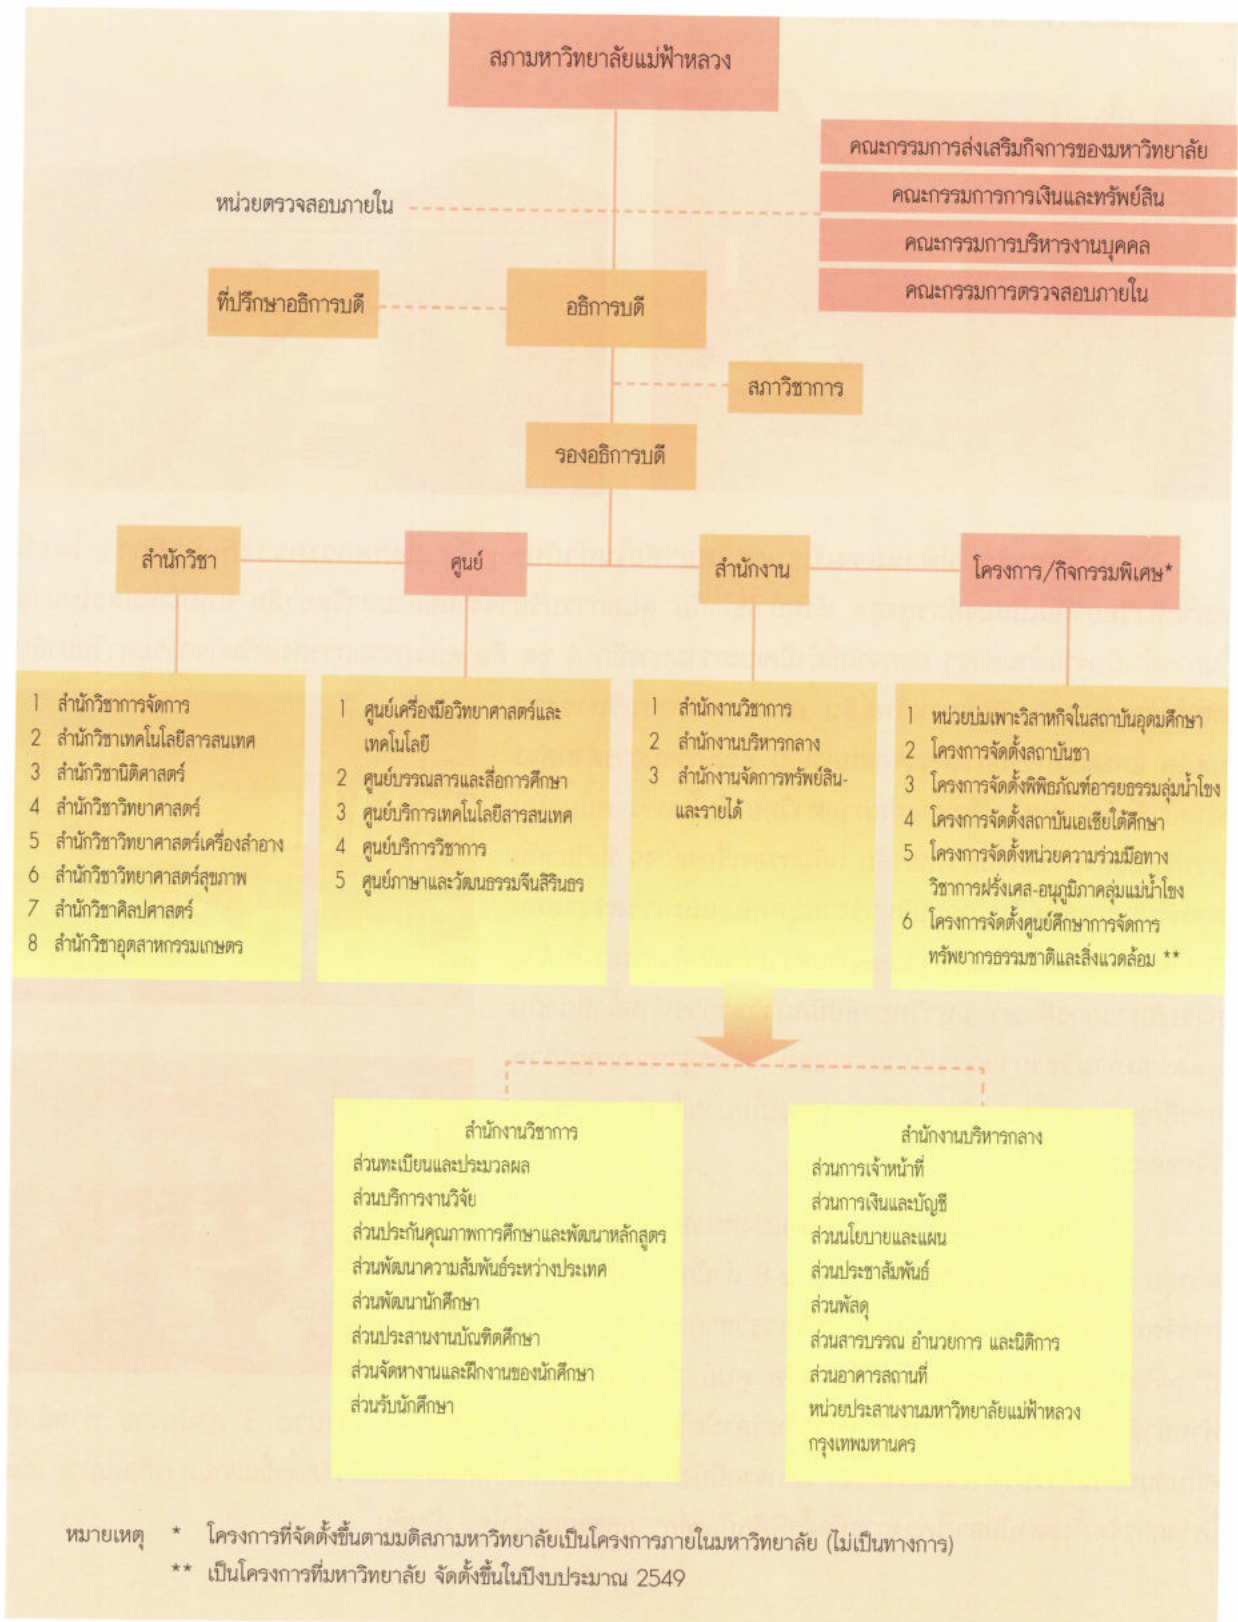 สภามหาวิทยาลัยแม่ฟ้าหลวง
คณะกรรมการส่งเสริมกิจการของมหาวิทยาลัย
หน่วยตรวจสอบภายใน
คณะกรรมการการเงินและทรัพย์สิน
คณะกรรมการบริหารงานบุคคล
คณะกรรมการตรวจสอบภายใน
ที่ปรึกษาอธิการบดี
อธิการบดี
สภาวิชาการ
รองอธิการบดี
สำนักวิชา
ศูนย์
สำนักงาน
โครงการ/กิจกรรมพิเศษ*
1 สำนักวิชาการจัดการ
2 สำนักวิชาเทคโนโลยีสารสนเทศ
3 สำนักวิชานิติศาสตร์
4 สำนักวิชาวิทยาศาสตร์
5 สำนักวิชาวิทยาศาสตร์เครื่องสำอาง
6 สำนักวิชาวิทยาศาสตร์สุขภาพ
7 สำนักวิชาศิลปศาสตร์
8 สำนักวิชาอุตสาหกรรมเกษตร
1 ศูนย์เครื่องมือวิทยาศาสตร์และ
เทคโนโลยี
2 ศูนย์บรรณสารและสื่อการศึกษา
3 ศูนย์บริการเทคโนโลยีสารสนเทศ
4 ศูนย์บริการวิชาการ
5 ศูนย์ภาษาและวัฒนธรรมจีนสิรินธร
1 สำนักงานวิชาการ
2 สำนักงานบริหารกลาง
3 สำนักงานจัดการทรัพย์สิน-
และรายได้
1 หน่วยบ่มเพาะวิสาหกิจในสถาบันอุดมศึกษา
2 โครงการจัดตั้งสถาบันชา
3 โครงการจัดตั้งพิพิธภัณฑ์อารยธรรมลุ่มน้ำโขง
4 โครงการจัดตั้งสถาบันเอเชียใต้ศึกษา
5 โครงการจัดตั้งหน่วยความร่วมมือทาง
วิชาการฝรั่งเศส-อนุภูมิภาคลุ่มแม่น้ำโขง
6 โครงการจัดตั้งศูนย์ศึกษาการจัดการ
ทรัพยากรธรรมชาติและสิ่งแวดล้อม **
สำนักงานวิชาการ
ส่วนทะเบียนและประมวลผล
ส่วนบริการงานวิจัย
ส่วนประกันคุณภาพการศึกษาและพัฒนาหลักสูตร
ส่วนพัฒนาความสัมพันธ์ระหว่างประเทศ
ส่วนพัฒนานักศึกษา
ส่วนประสานงานบัณฑิตศึกษา
ส่วนจัดหางานและฝึกงานของนักศึกษา
ส่วนรับนักศึกษา
สำนักงานบริหารกลาง
ส่วนการเจ้าหน้าที่
ส่วนการเงินและบัญชี
ส่วนนโยบายและแผน
ส่วนประชาสัมพันธ์
ส่วนพัสดุ
ส่วนสารบรรณ อำนวยการ และนิติการ
ส่วนอาคารสถานที่
หน่วยประสานงานมหาวิทยาลัยแม่ฟ้าหลวง
กรุงเทพมหานคร
หมายเหตุ * โครงการที่จัดตั้งขึ้นตามมติสภามหาวิทยาลัยเป็นโครงการภายในมหาวิทยาลัย (ไม่เป็นทางการ)
** เป็นโครงการที่มหาวิทยาลัย จัดตั้งขึ้นในปีงบประมาณ 2549